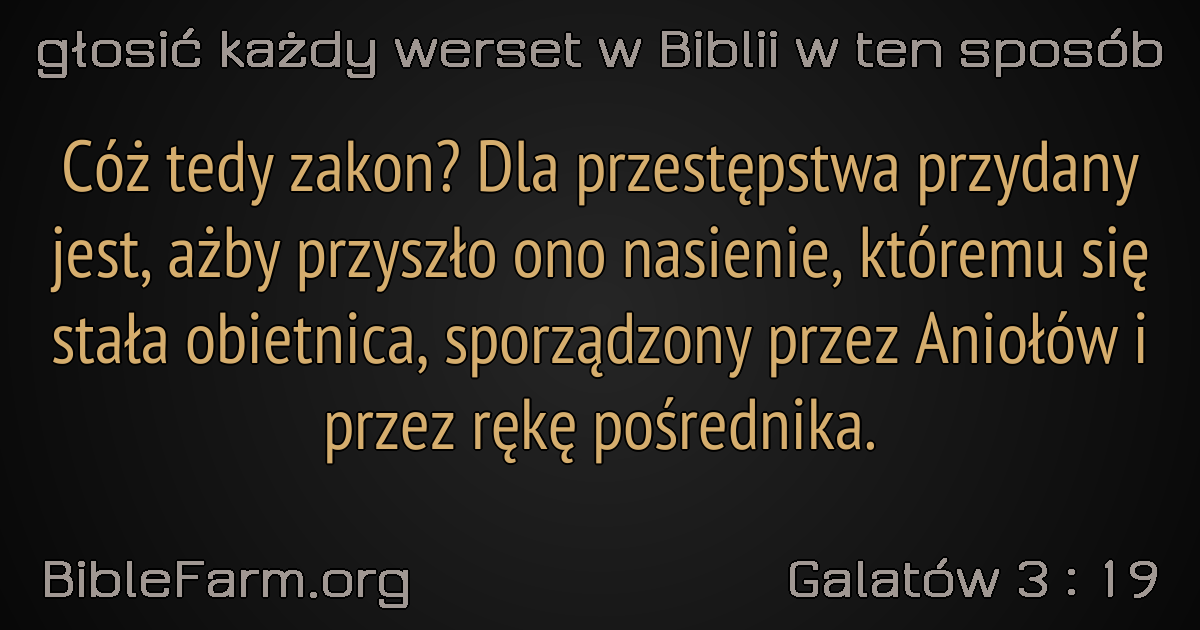 głosić każdy werset w Biblii w ten sposób
Cóż tedy zakon? Dla przestępstwa przydany
jest, ażby przyszło ono nasienie, któremu się
stała obietnica, sporządzony przez Aniołów i
przez rękę pośrednika.
BibleFarm.org
Galatów 3 : 19